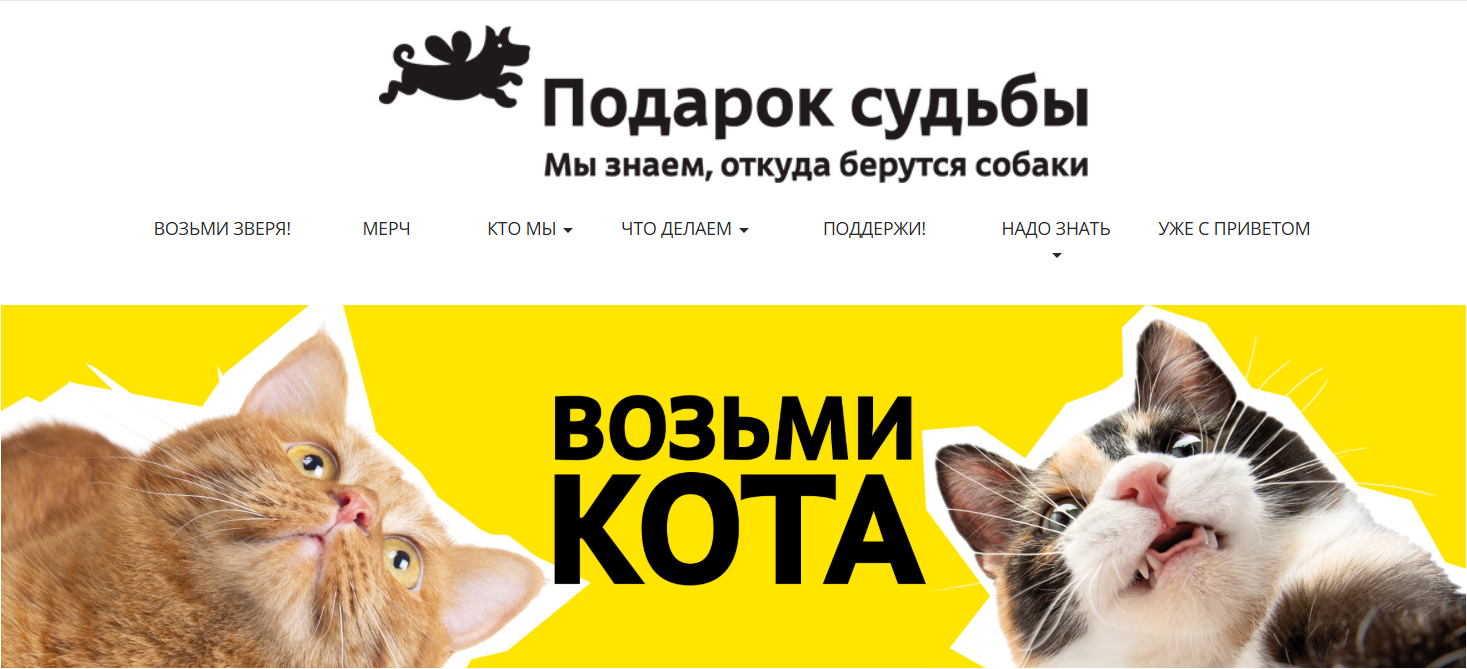 Подарок судьбы
Мы знаем, откуда берутся собаки
ВОЗЬМИ ЗВЕРЯ! МЕРЧ КТО МЫ ЧТО ДЕЛАЕМ ПОДДЕРЖИ! НАДО ЗНАТЬ УЖЕ С ПРИВЕТОМ
ВОЗЬМИ
КОТА